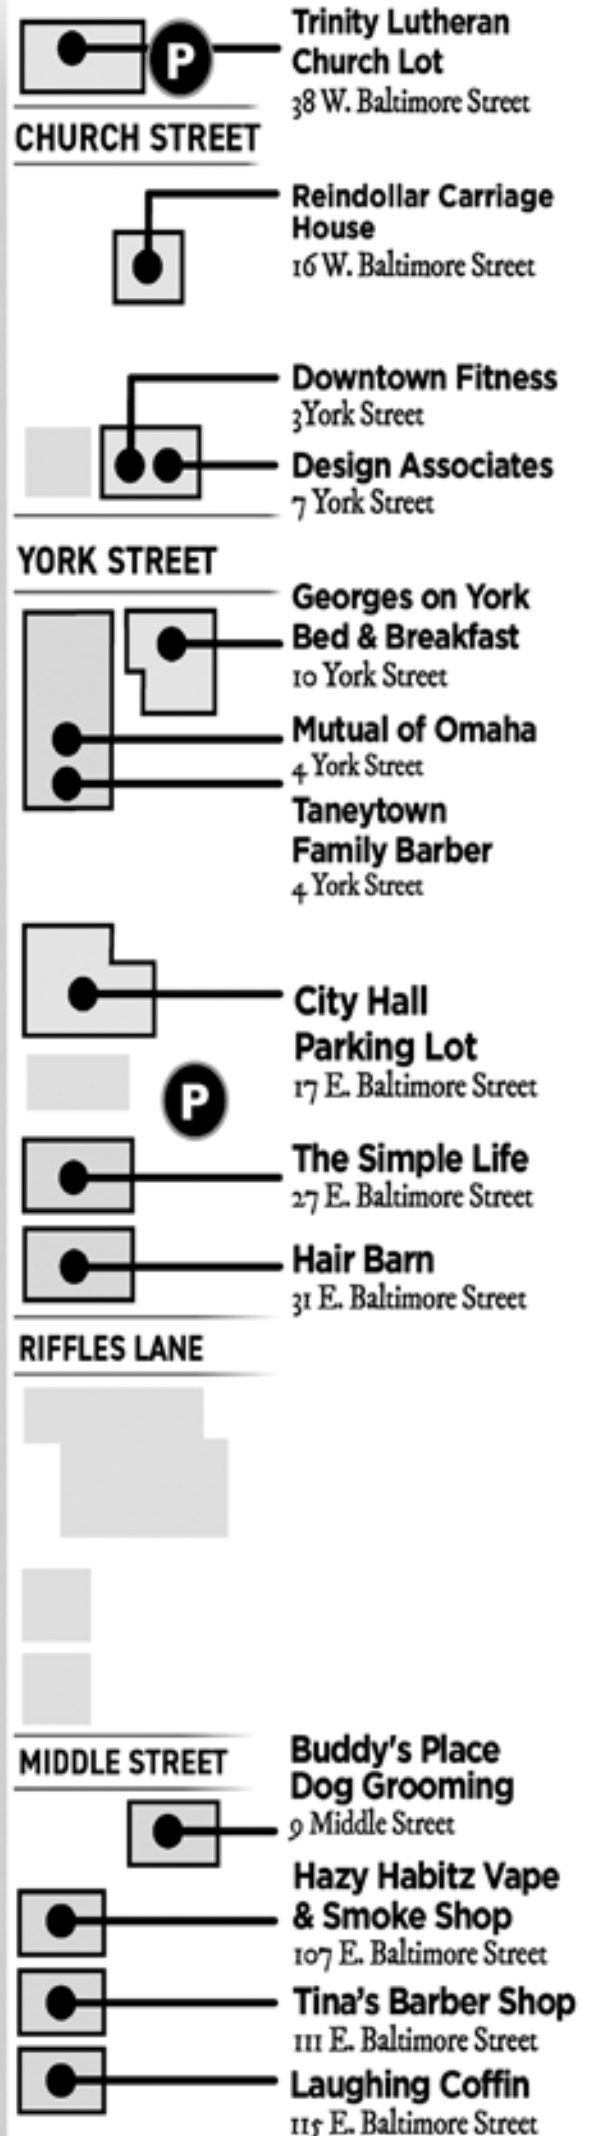 P
Trinity Lutheran
Church Lot
38 W. Baltimore Street
CHURCH STREET
Reindollar Carriage
House
16 W. Baltimore Street
Downtown Fitness
3York Street
Design Associates
7 York Street
YORK STREET
Georges on York
Bed & Breakfast
10 York Street
Mutual of Omaha
4 York Street
Taneytown
Family Barber
4 York Street
City Hall
Parking Lot
17 E. Baltimore Street
P
The Simple Life
27 E. Baltimore Street
Hair Barn
31 E. Baltimore Street
RIFFLES LANE
MIDDLE STREET
Buddy's Place
Dog Grooming
9 Middle Street
Hazy Habitz Vape
& Smoke Shop
107 E. Baltimore Street
Tina's Barber Shop
111 E. Baltimore Street
Laughing Coffin
115 E. Baltimore Street